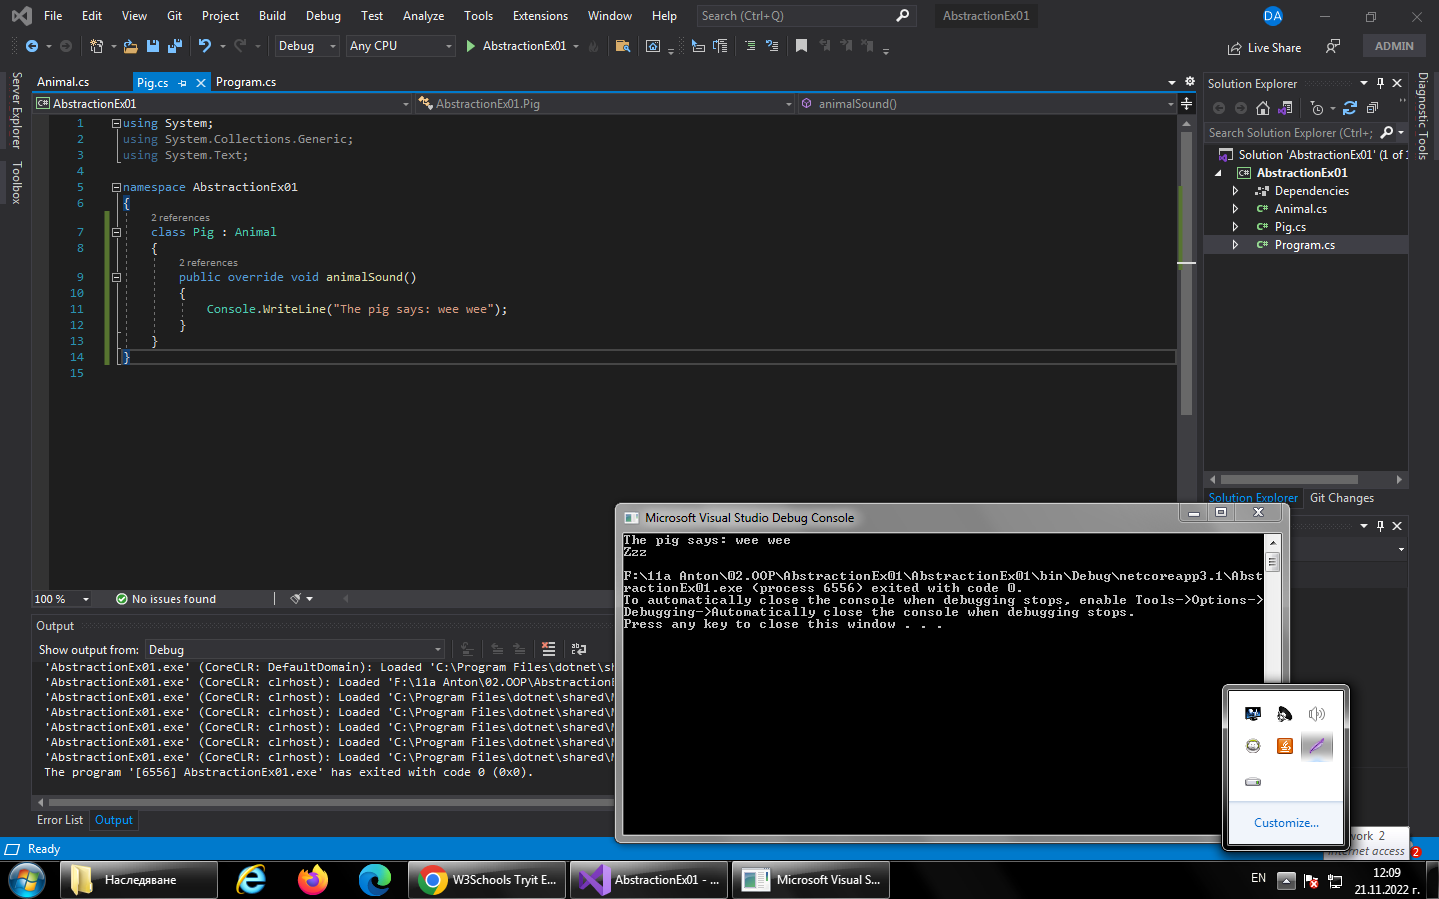 File Edit View Git Project Build Debug Test Analyze Tools Extensions Window Help Search (Ctrl+Q) AbstractionEx01 DA
Debug Any CPU AbstractionEx01 Live Share ADMIN
Server Explorer
Toolbox
Animal.cs Pig.cs Program.cs
AbstractionEx01 AbstractionEx01.Pig animalSound()
1 using System;
2 using System.Collections.Generic;
3 using System.Text;
4
5 namespace AbstractionEx01
6 {
2 references
7 class Pig : Animal
8 {
2 references
9 public override void animalSound()
10 {
11 Console.WriteLine("The pig says: wee wee");
12 }
13 }
14 }
15
100 % No issues found
Solution Explorer
Search Solution Explorer (Ctrl+;
Solution 'AbstractionEx01' (1 of 1
C# AbstractionEx01
Dependencies
C# Animal.cs
C# Pig.cs
C# Program.cs
Solution Explorer Git Changes
Diagnostic Tools
Output
Show output from: Debug
'AbstractionEx01.exe' (CoreCLR: DefaultDomain): Loaded 'C:\Program Files\dotnet\sh
'AbstractionEx01.exe' (CoreCLR: clrhost): Loaded 'F:\11a Anton\02.OOP\AbstractionE
'AbstractionEx01.exe' (CoreCLR: clrhost): Loaded 'C:\Program Files\dotnet\shared\M
'AbstractionEx01.exe' (CoreCLR: clrhost): Loaded 'C:\Program Files\dotnet\shared\M
'AbstractionEx01.exe' (CoreCLR: clrhost): Loaded 'C:\Program Files\dotnet\shared\M
'AbstractionEx01.exe' (CoreCLR: clrhost): Loaded 'C:\Program Files\dotnet\shared\M
'AbstractionEx01.exe' (CoreCLR: clrhost): Loaded 'C:\Program Files\dotnet\shared\M
The program '[6556] AbstractionEx01.exe' has exited with code 0 (0x0).
Error List Output
Microsoft Visual Studio Debug Console
The pig says: wee wee
Zzz
F:\11a Anton\02.OOP\AbstractionEx01\AbstractionEx01\bin\Debug\netcoreapp3.1\Abst
ractionEx01.exe (process 6556) exited with code 0.
To automatically close the console when debugging stops, enable Tools->Options->
Debugging->Automatically close the console when debugging stops.
Press any key to close this window . . .
Customize...
work 2
internet access 2
Ready
Наследяване W3Schools Tryit E... AbstractionEx01 - ... Microsoft Visual S... EN 12:09
21.11.2022 г.